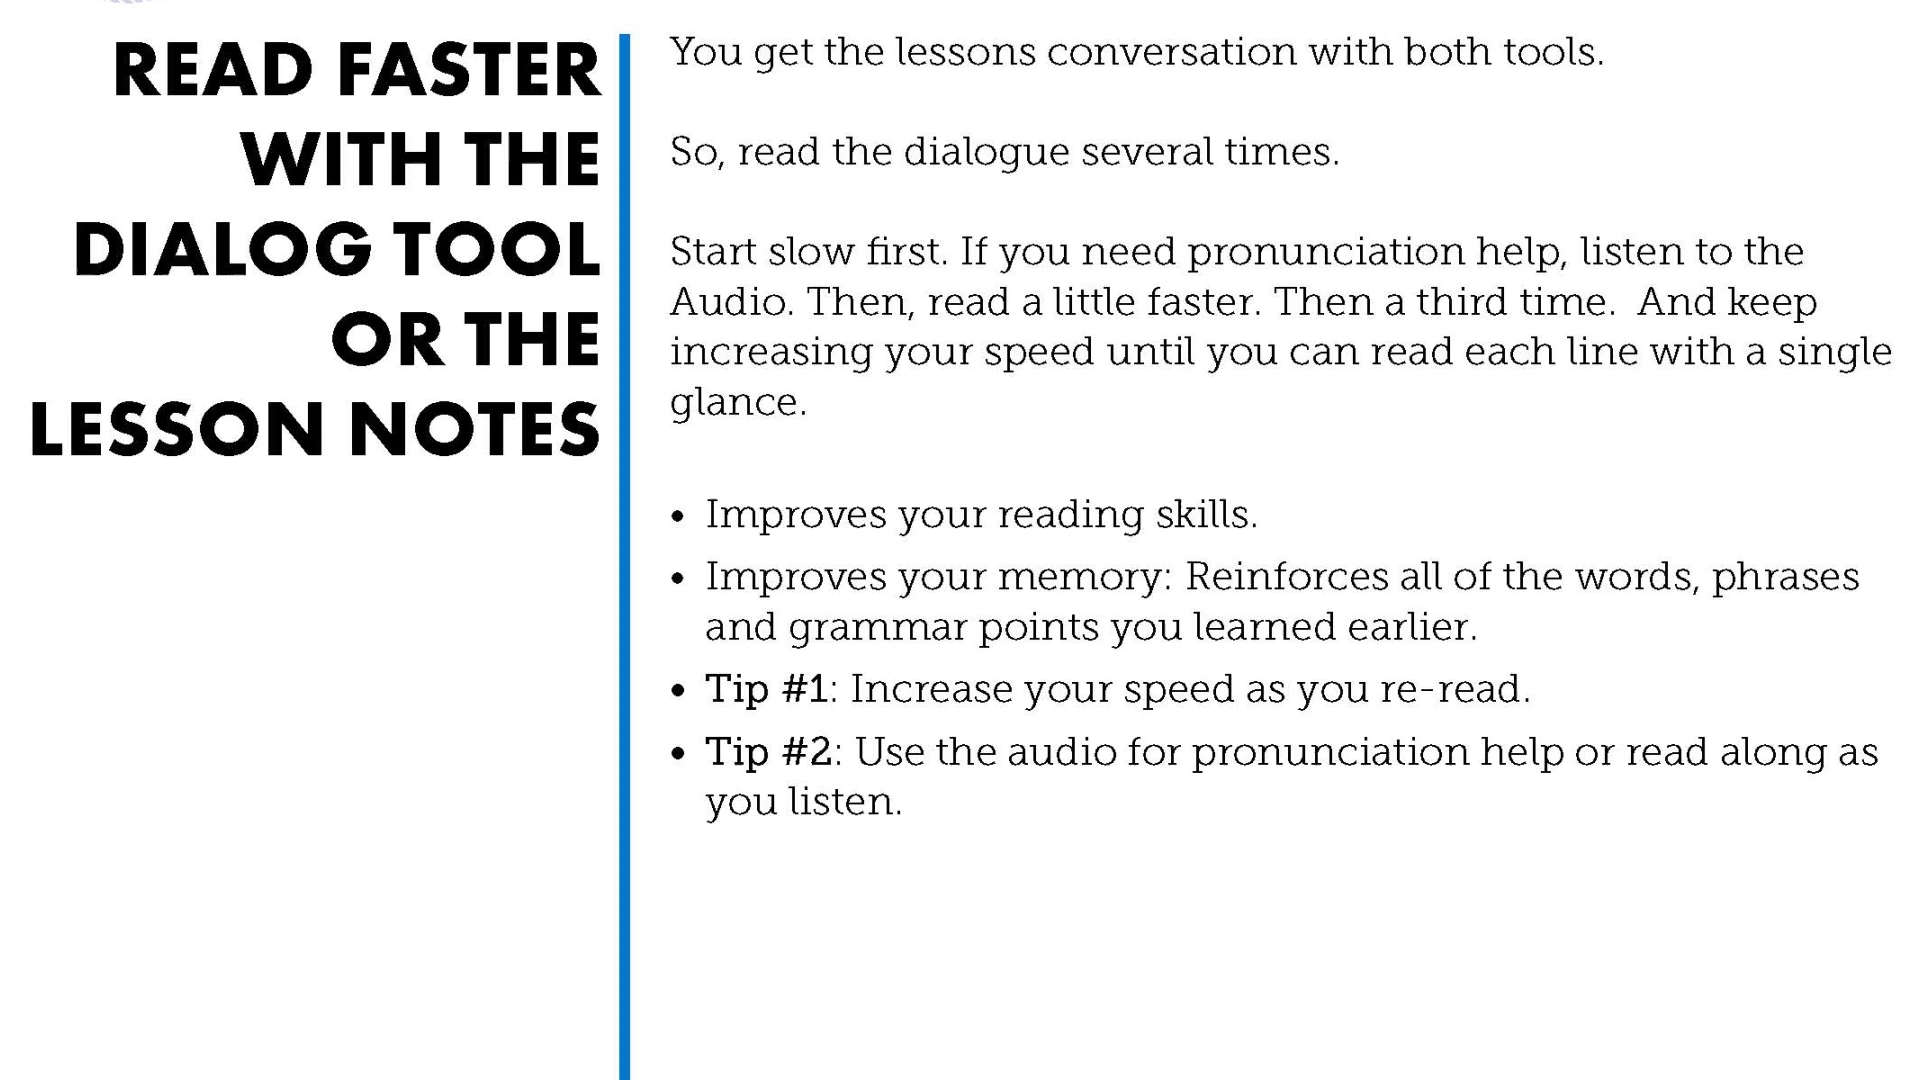 READ FASTER
WITH THE
DIALOG TOOL
OR THE
LESSON NOTES
You get the lessons conversation with both tools.
So, read the dialogue several times.
Start slow first. If you need pronunciation help, listen to the
Audio. Then, read a little faster. Then a third time.  And keep
increasing your speed until you can read each line with a single
glance.
• Improves your reading skills.
• Improves your memory: Reinforces all of the words, phrases
and grammar points you learned earlier.
• Tip #1: Increase your speed as you re-read.
• Tip #2: Use the audio for pronunciation help or read along as
you listen.